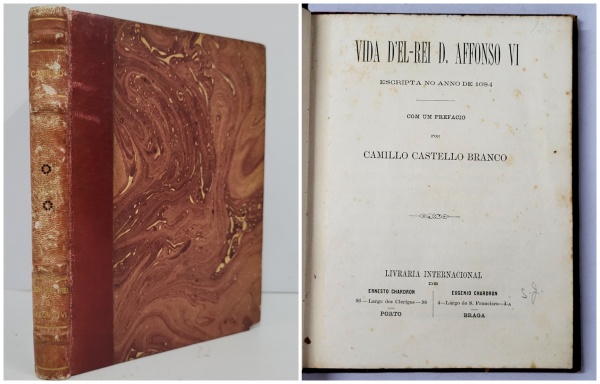 VIDA D'EL-REI D. AFFONSO VI
ESCRIPTA NO ANNO DE 1684
COM UM PREFACIO
POR
CAMILLO CASTELLO BRANCO
LIVRARIA INTERNACIONAL
DE
ERNESTO CHARDRON
96—Largo dos Clerigos—98
PORTO
EUGENIO CHARDRON
4—Largo de S. Francisco—4-A
BRAGA